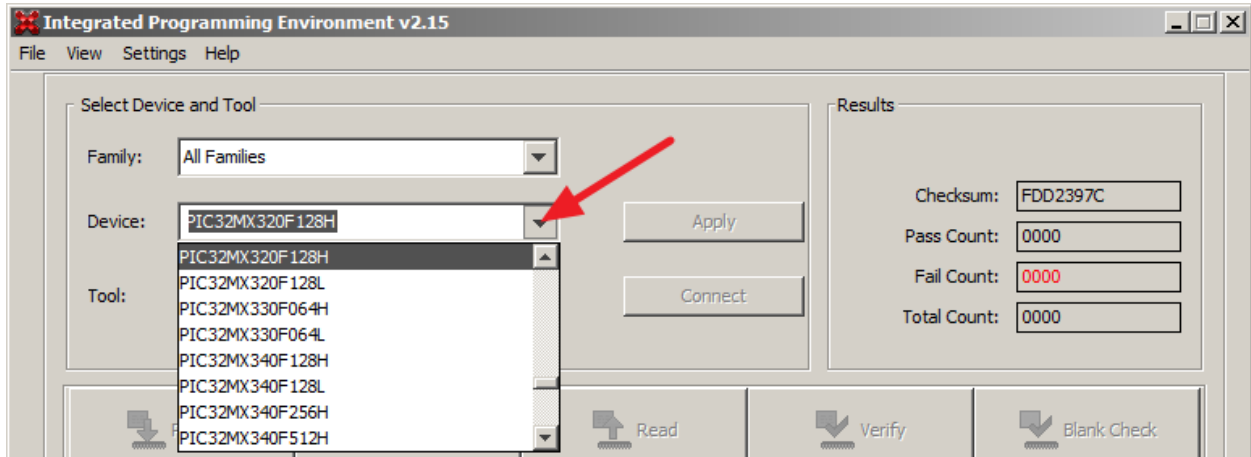 Integrated Programming Environment v2.15
File View Settings Help
Select Device and Tool
Family: All Families
Device: PIC32MX320F128H
Apply
PIC32MX320F128H
PIC32MX320F128L
PIC32MX330F064H
PIC32MX330F064L
PIC32MX340F128H
PIC32MX340F128L
PIC32MX340F256H
PIC32MX340F512H
Tool:
Connect
Results
Checksum: FDD2397C
Pass Count: 0000
Fail Count: 0000
Total Count: 0000
Read
Verify
Blank Check